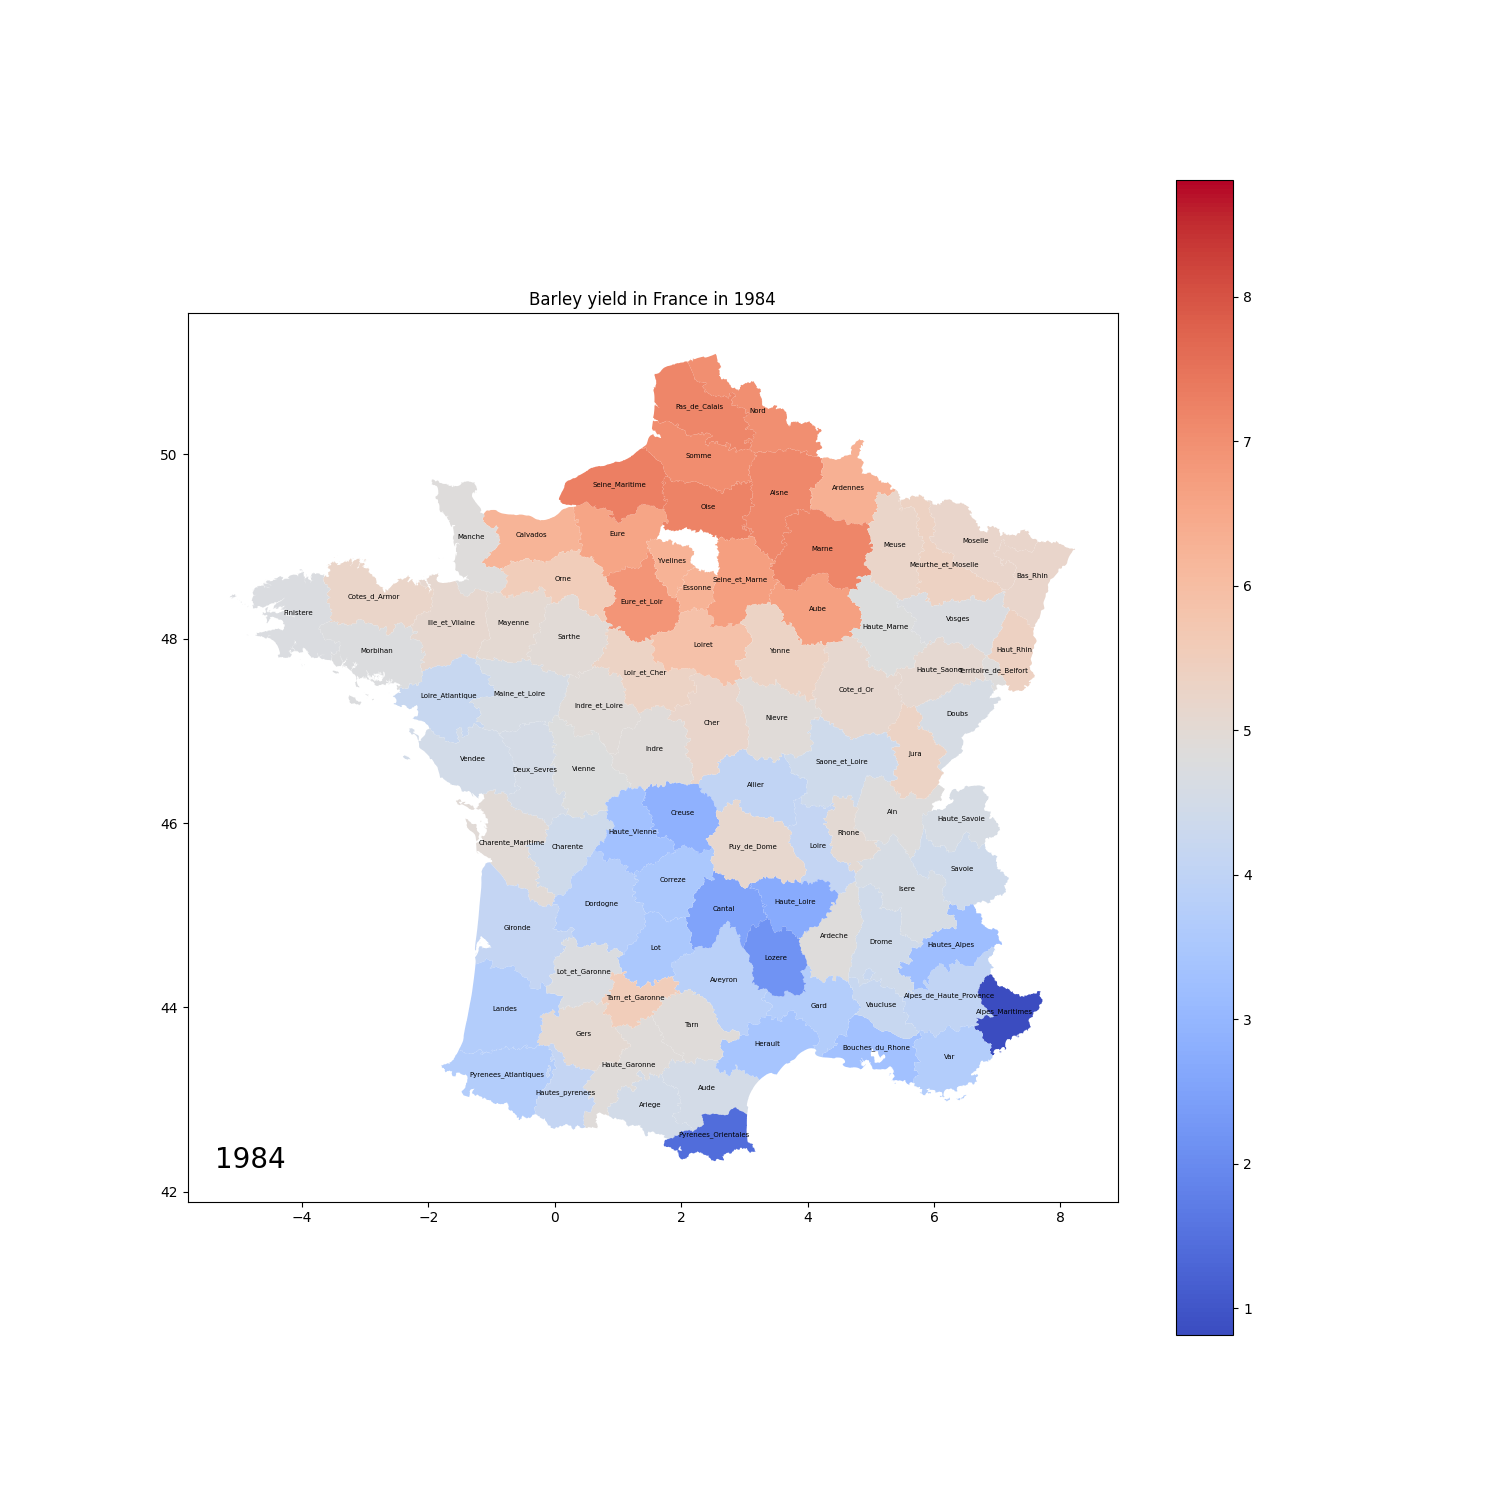 Barley yield in France in 1984
Pas_de_Calais
Nord
Somme
Seine_Maritime
Oise
Aisne
Ardennes
Manche
Calvados
Eure
Yvelines
Marne
Meuse
Moselle
Meurthe_et_Moselle
Bas_Rhin
Orne
Essonne
Seine_et_Marne
Eure_et_Loir
Aube
Cotes_d_Armor
Finistere
Ille_et_Vilaine
Mayenne
Sarthe
Morbihan
Loiret
Yonne
Haute_Marne
Vosges
Haut_Rhin
Loir_et_Cher
Haute_Saone
Territoire_de_Belfort
Loire_Atlantique
Maine_et_Loire
Indre_et_Loire
Cote_d_Or
Cher
Nievre
Doubs
Vendee
Deux_Sevres
Vienne
Indre
Saone_et_Loire
Jura
Allier
Creuse
Haute_Vienne
Ain
Haute_Savoie
Charente_Maritime
Charente
Puy_de_Dome
Loire
Rhone
Savoie
Correze
Isere
Dordogne
Cantal
Haute_Loire
Gironde
Lot
Ardeche
Drome
Hautes_Alpes
Lot_et_Garonne
Aveyron
Lozere
Landes
Tarn_et_Garonne
Gard
Vaucluse
Alpes_de_Haute_Provence
Alpes_Maritimes
Gers
Tarn
Herault
Bouches_du_Rhone
Var
Haute_Garonne
Pyrenees_Atlantiques
Hautes_pyrenees
Aude
Ariege
Pyrenees_Orientales
1984
50
48
46
44
42
−4
−2
0
2
4
6
8
8
7
6
5
4
3
2
1